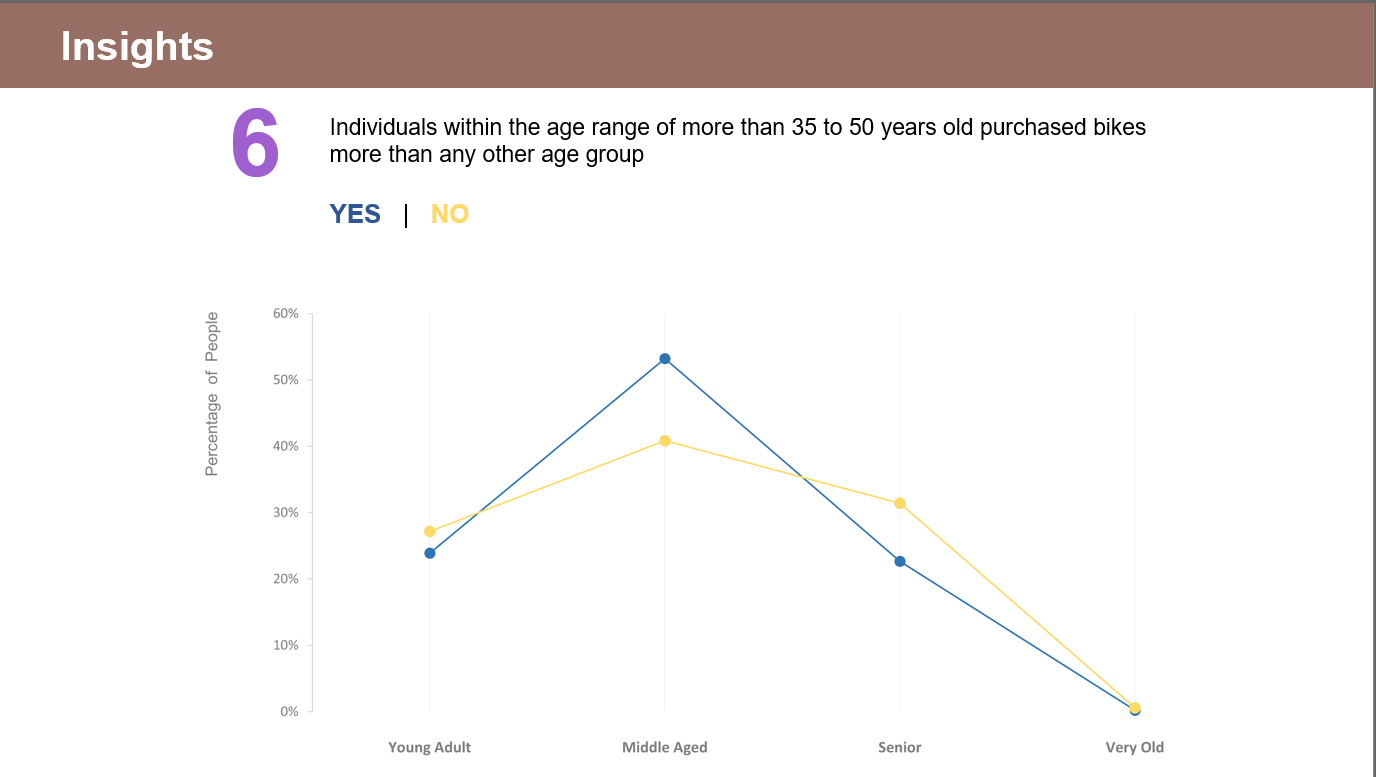 Insights
6
Individuals within the age range of more than 35 to 50 years old purchased bikes
more than any other age group
YES | NO
Percentage of People
60%
50%
40%
30%
20%
10%
0%
Young Adult
Middle Aged
Senior
Very Old